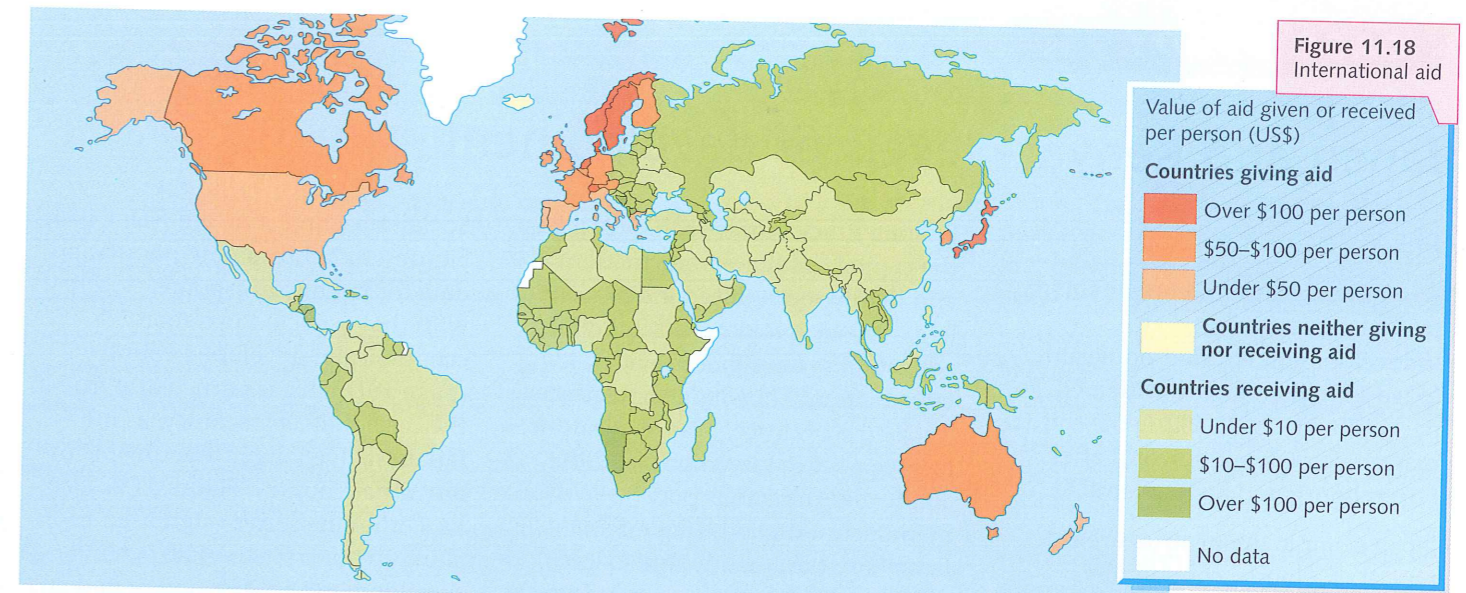 Figure 11.18
International aid
Value of aid given or received
per person (US$)
Countries giving aid
Over $100 per person
$50–$100 per person
Under $50 per person
Countries neither giving
nor receiving aid
Countries receiving aid
Under $10 per person
$10–$100 per person
Over $100 per person
No data